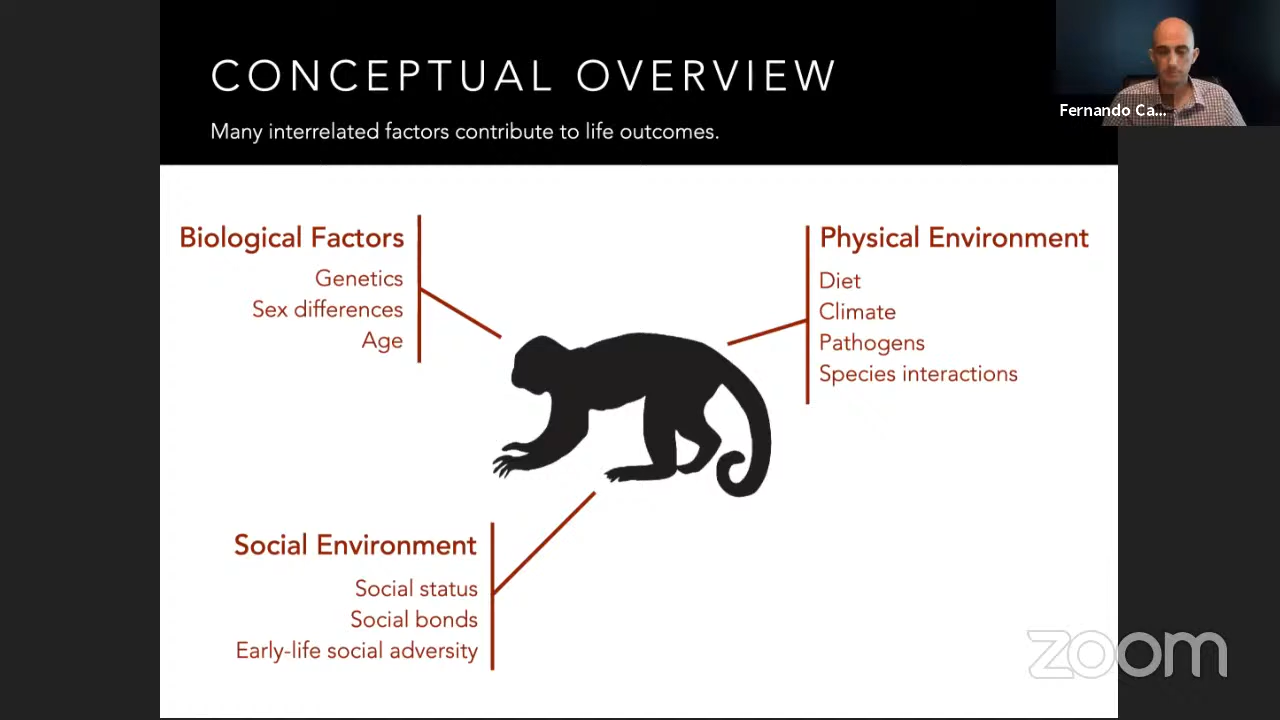 CONCEPTUAL OVERVIEW
Many interrelated factors contribute to life outcomes.
Fernando Ca...
Biological Factors
Genetics
Sex differences
Age
Physical Environment
Diet
Climate
Pathogens
Species interactions
Social Environment
Social status
Social bonds
Early-life social adversity
zoom